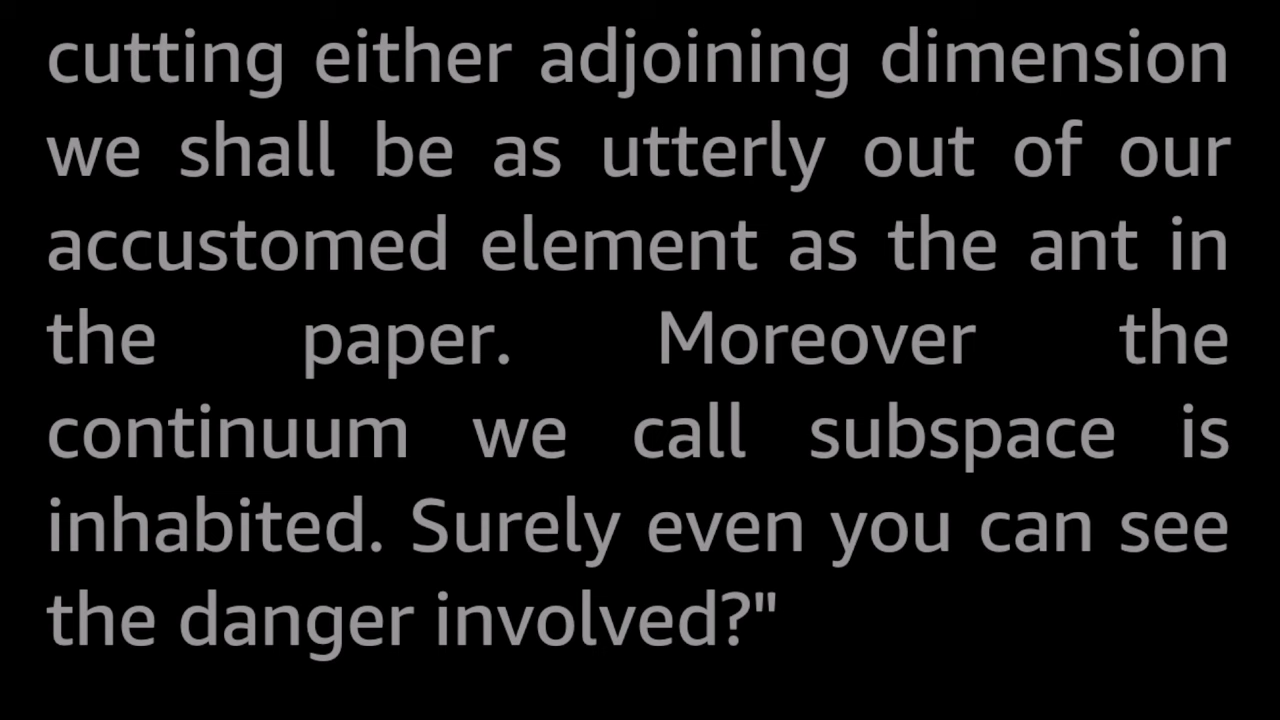 cutting either adjoining dimension
we shall be as utterly out of our
accustomed element as the ant in
the paper. Moreover the
continuum we call subspace is
inhabited. Surely even you can see
the danger involved?"